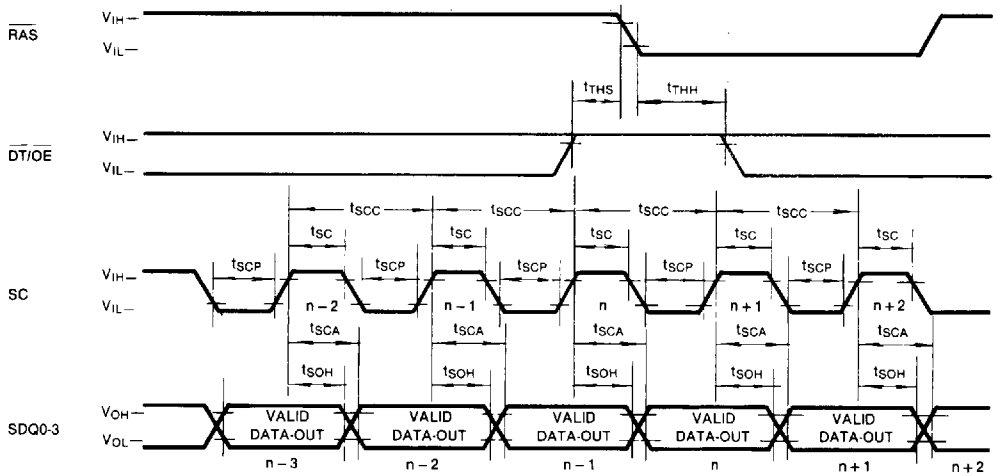 RAS
VIH
VIL
tTHS
tTHH
DT/OE
VIH
VIL
tSCC tSCC tSCC tSCC
tSC tSC tSC tSC tSC
tSCP tSCP tSCP tSCP tSCP
SC
VIH
VIL
n-2 n-1 n n+1 n+2
tSCA tSCA tSCA tSCA tSCA
tSOH tSOH tSOH tSOH tSOH
SDQ0-3
VOH
VOL
VALID VALID VALID VALID VALID
DATA-OUT DATA-OUT DATA-OUT DATA-OUT DATA-OUT
n-3 n-2 n-1 n n+1 n+2